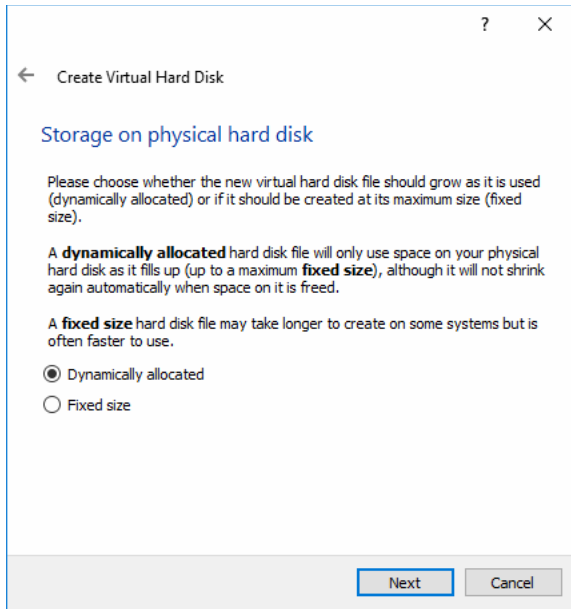 ?
Create Virtual Hard Disk
Storage on physical hard disk
Please choose whether the new virtual hard disk file should grow as it is used
(dynamically allocated) or if it should be created at its maximum size (fixed
size).
A dynamically allocated hard disk file will only use space on your physical
hard disk as it fills up (up to a maximum fixed size), although it will not shrink
again automatically when space on it is freed.
A fixed size hard disk file may take longer to create on some systems but is
often faster to use.
Dynamically allocated
Fixed size
Next Cancel